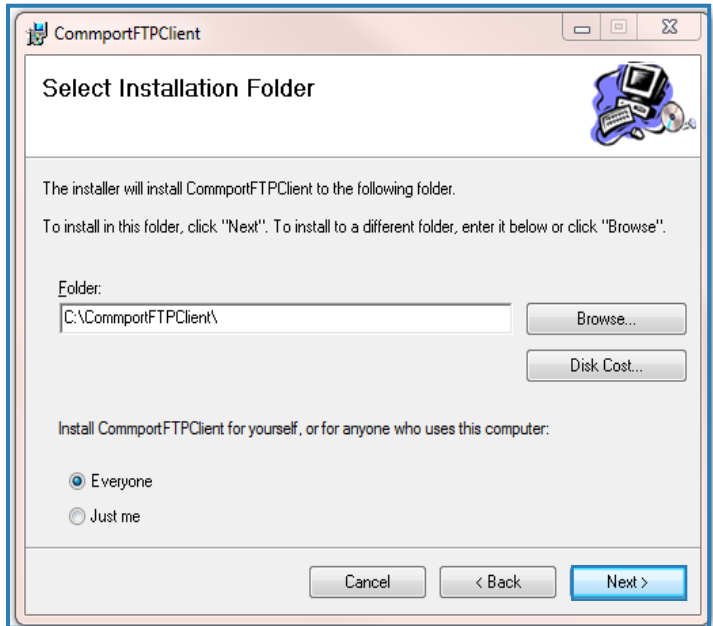 CommportFTPClient
Select Installation Folder
The installer will install CommportFTPClient to the following folder.
To install in this folder, click "Next". To install to a different folder, enter it below or click "Browse".
Folder:
C:\CommportFTPClient\
Browse...
Disk Cost...
Install CommportFTPClient for yourself, or for anyone who uses this computer:
Everyone
Just me
Cancel
< Back
Next >